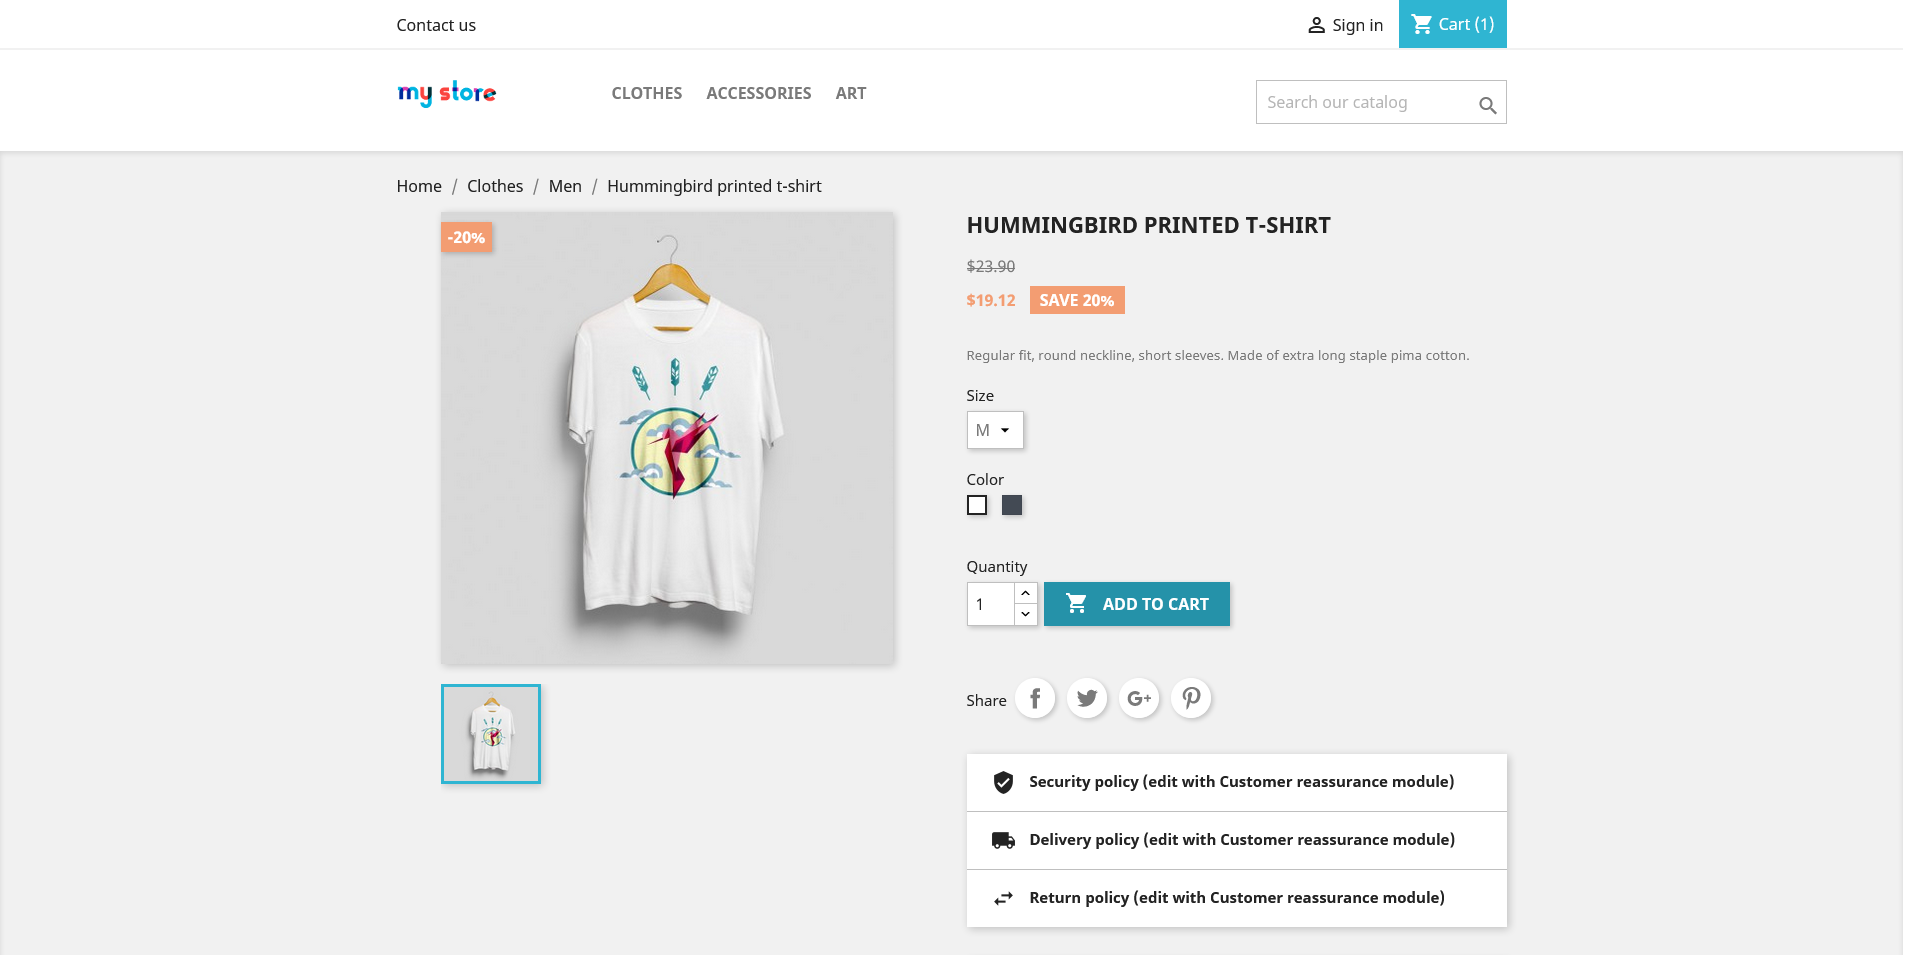 Contact us
Sign in
Cart (1)
my store
CLOTHES
ACCESSORIES
ART
Search our catalog
Home / Clothes / Men / Hummingbird printed t-shirt
-20%
HUMMINGBIRD PRINTED T-SHIRT
$23.90
$19.12 SAVE 20%
Regular fit, round neckline, short sleeves. Made of extra long staple pima cotton.
Size
M
Color
Quantity
1
ADD TO CART
Share
Security policy (edit with Customer reassurance module)
Delivery policy (edit with Customer reassurance module)
Return policy (edit with Customer reassurance module)